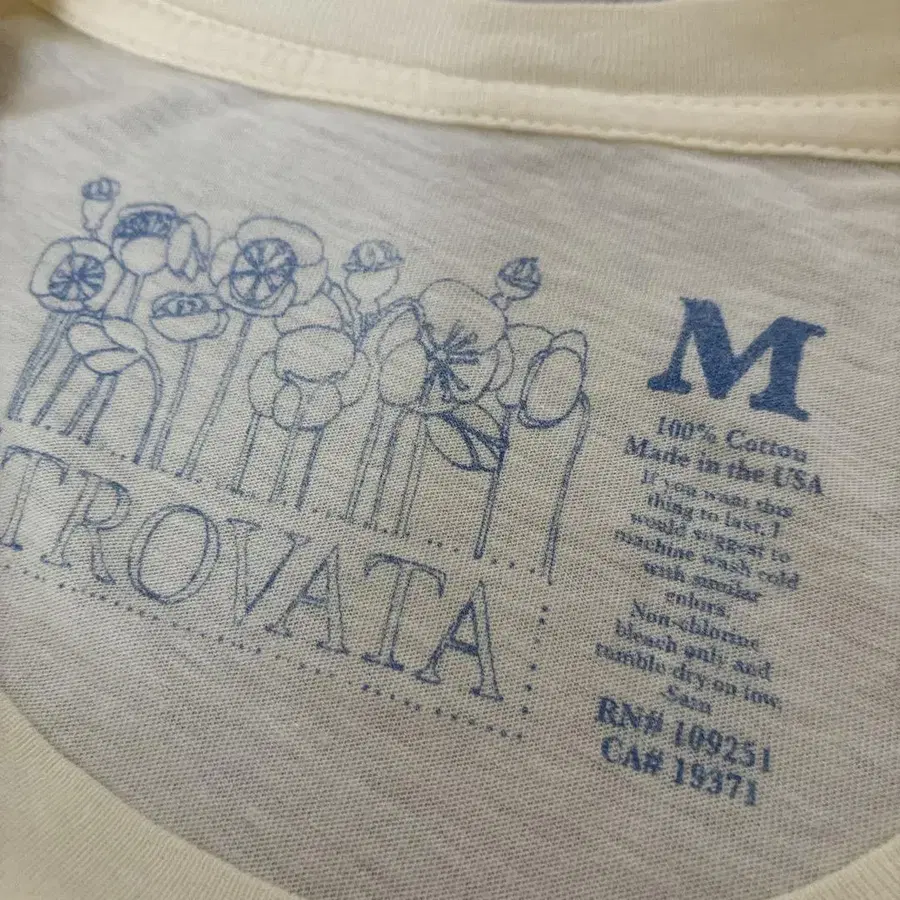 TROVATA
M
100% Cotton
Made in the USA
If you want this
thing to last, I
would suggest to
machine wash cold
with similar
colors.
Non-chlorine
bleach only and
tumble dry on low.
-Sam
RN# 109251
CA# 19371